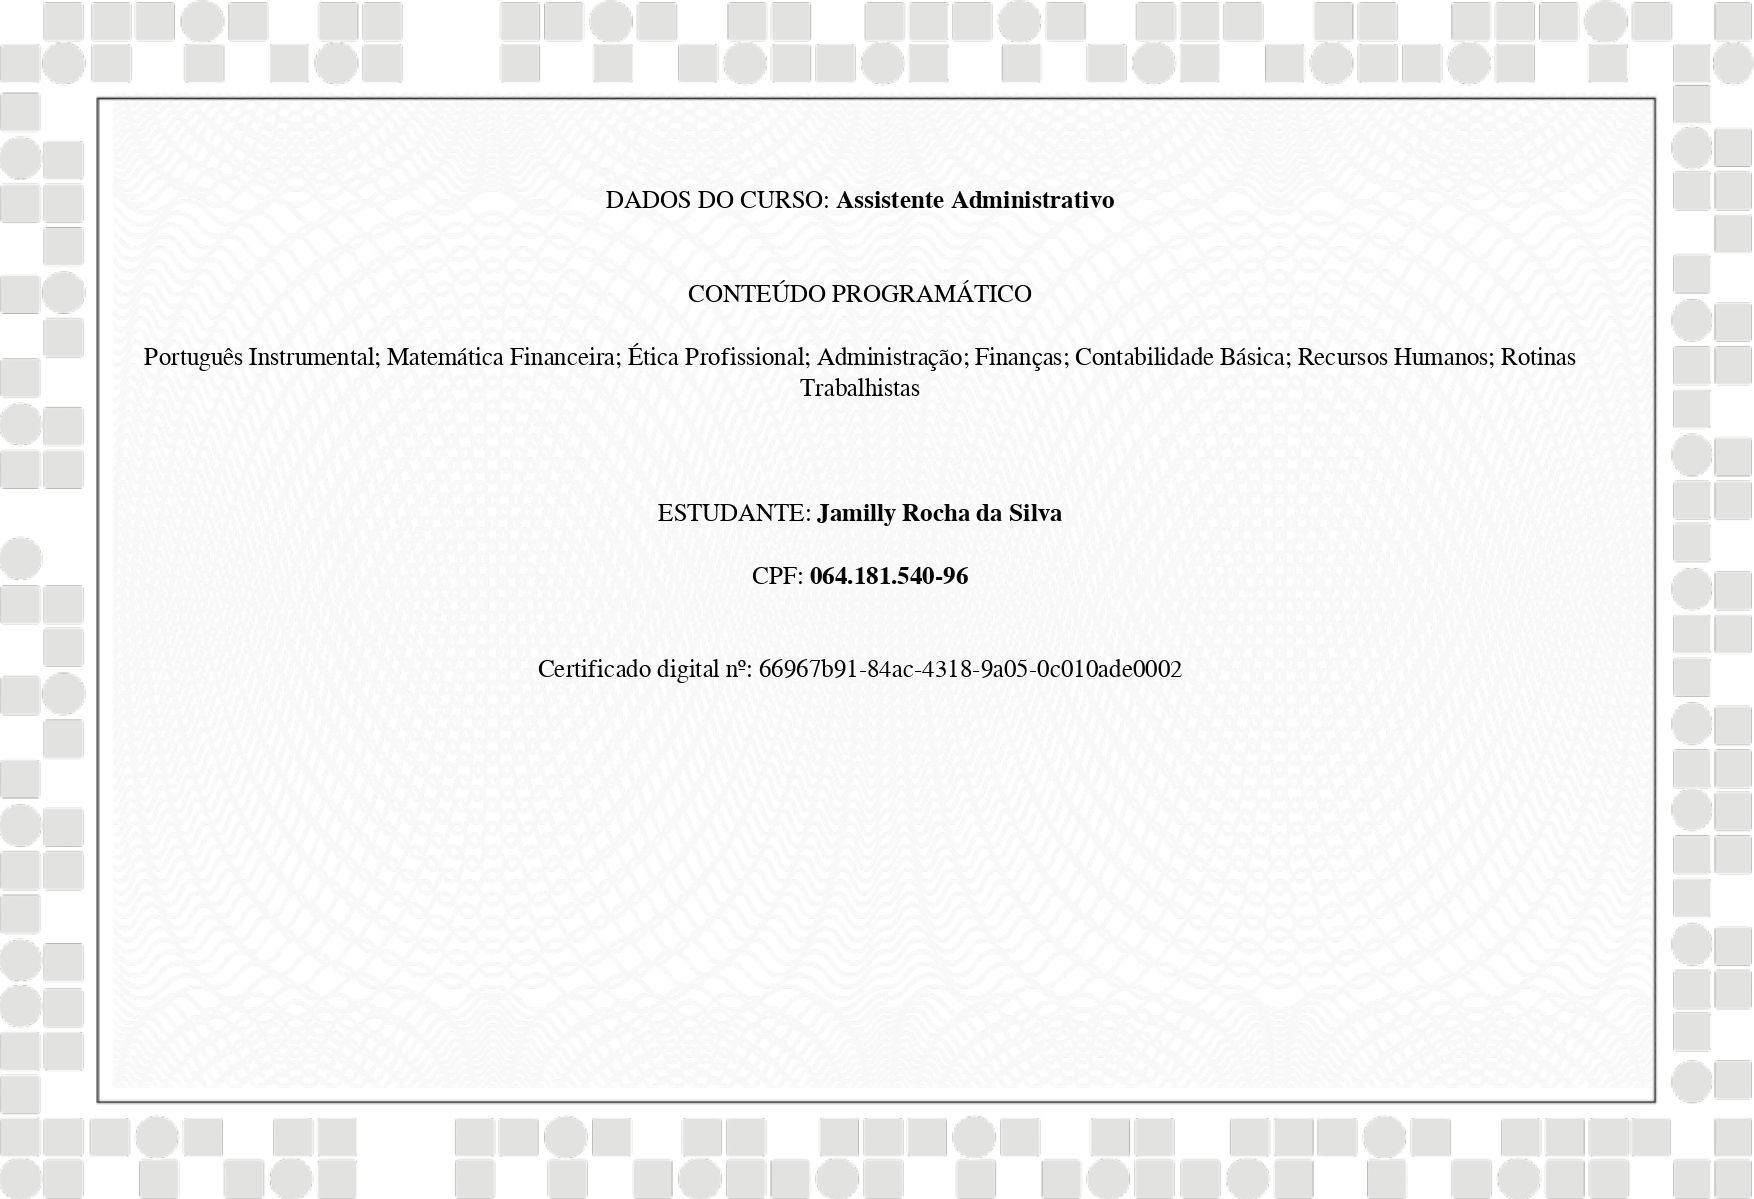 DADOS DO CURSO: Assistente Administrativo
CONTEÚDO PROGRAMÁTICO
Português Instrumental; Matemática Financeira; Ética Profissional; Administração; Finanças; Contabilidade Básica; Recursos Humanos; Rotinas
Trabalhistas
ESTUDANTE: Jamilly Rocha da Silva
CPF: 064.181.540-96
Certificado digital nº: 66967b91-84ac-4318-9a05-0c010ade0002